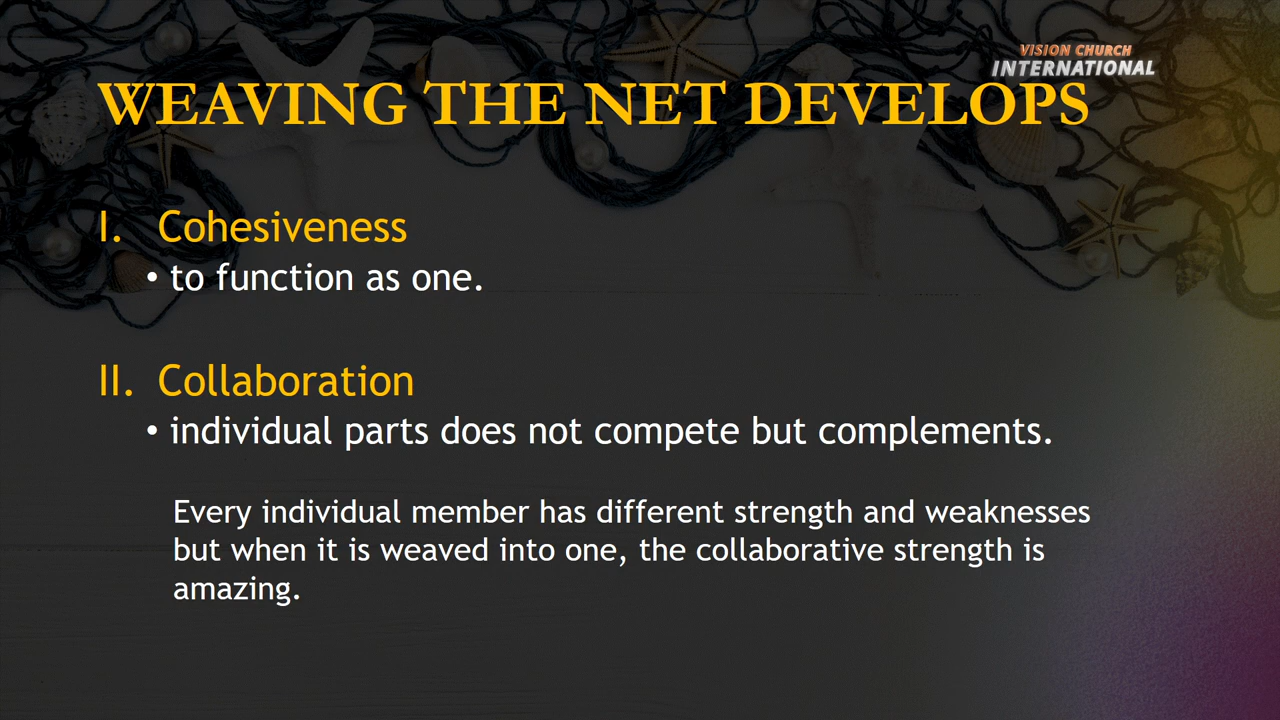 VISION CHURCH
INTERNATIONAL
WEAVING THE NET DEVELOPS
I. Cohesiveness
• to function as one.
II. Collaboration
• individual parts does not compete but complements.
Every individual member has different strength and weaknesses
but when it is weaved into one, the collaborative strength is
amazing.